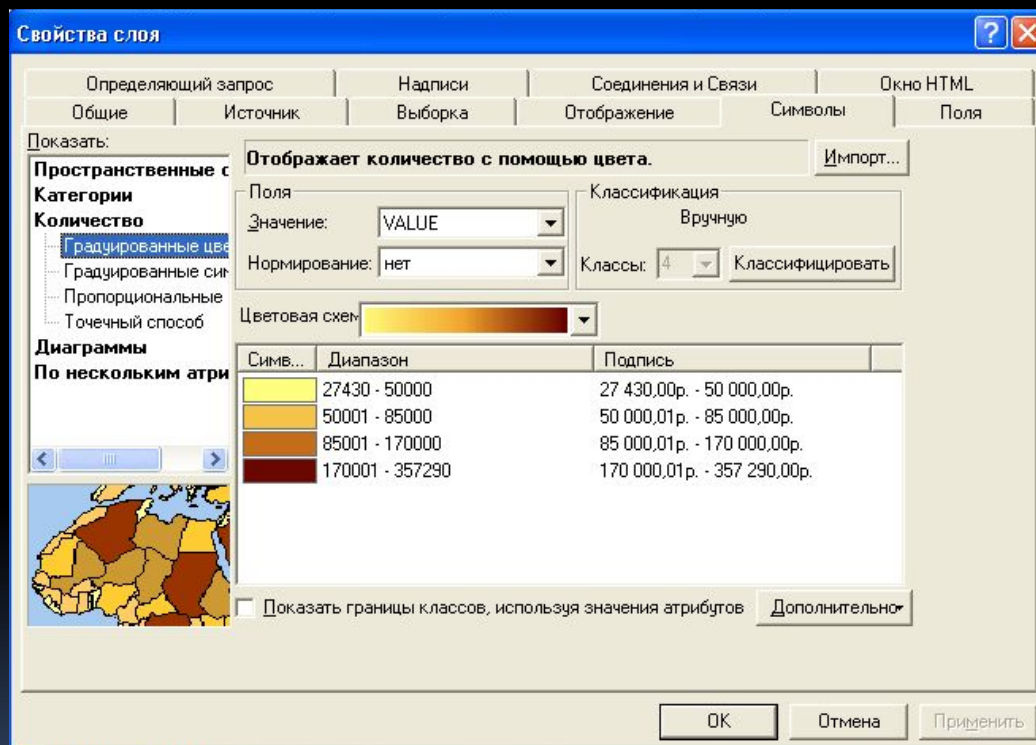 Свойства слоя
Определяющий запрос Надписи Соединения и Связи Окно HTML
Общие Источник Выборка Отображение Символы Поля
Показать:
Пространственные с
Категории
Количество
Градуированные цве
Градуированные сим
Пропорциональные
Точечный способ
Диаграммы
По нескольким атри
Отображает количество с помощью цвета.
Импорт...
Поля
Значение: VALUE
Нормирование: нет
Классификация
Вручную
Классы: 4 Классифицировать
Цветовая схем
Симв... Диапазон Подпись
27430 - 50000 27 430,00р. - 50 000,00р.
50001 - 85000 50 000,01р. - 85 000,00р.
85001 - 170000 85 000,01р. - 170 000,00р.
170001 - 357290 170 000,01р. - 357 290,00р.
Показать границы классов, используя значения атрибутов
Дополнительно
OK Отмена Применить